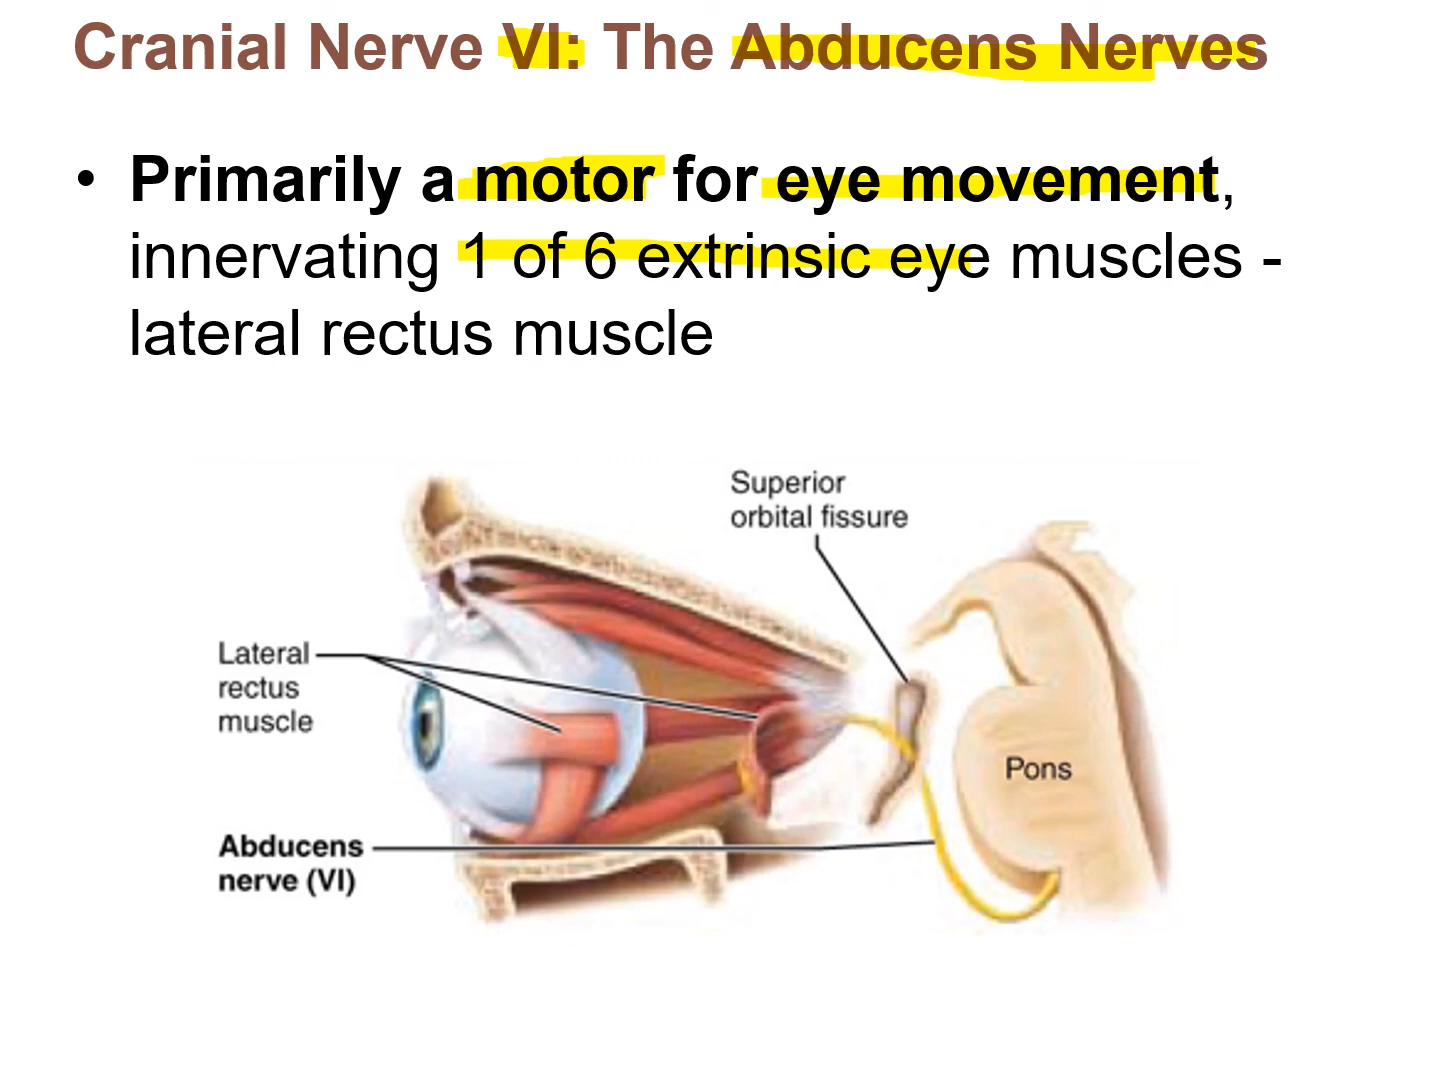 Cranial Nerve VI: The Abducens Nerves
• Primarily a motor for eye movement,
innervating 1 of 6 extrinsic eye muscles -
lateral rectus muscle
Superior
orbital fissure
Lateral
rectus
muscle
Pons
Abducens
nerve (VI)